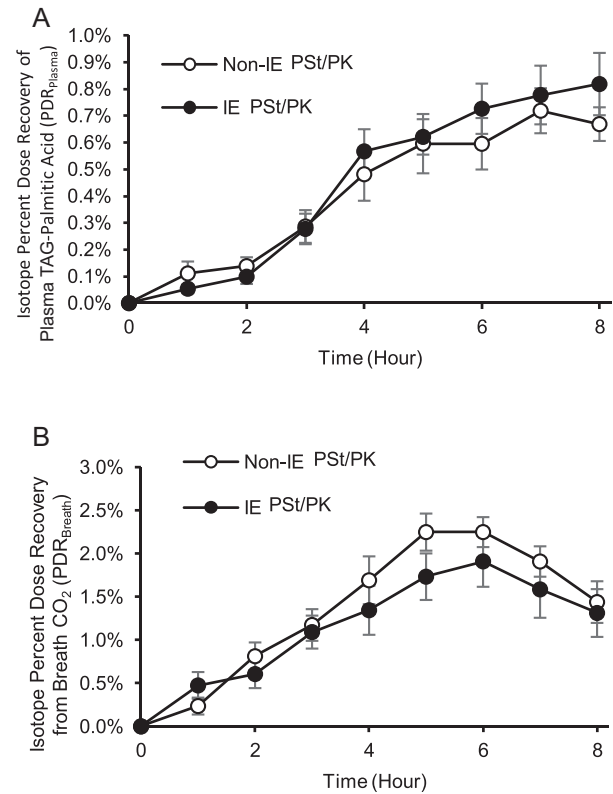 A
Isotope Percent Dose Recovery of
Plasma TAG-Palmitic Acid (PDRPlasma)
1.0%
0.9%
0.8%
0.7%
0.6%
0.5%
0.4%
0.3%
0.2%
0.1%
0.0%
Non-IE PSt/PK
IE PSt/PK
0 2 4 6 8
Time (Hour)
B
Isotope Percent Dose Recovery
from Breath CO2 (PDRBreath)
3.0%
2.5%
2.0%
1.5%
1.0%
0.5%
0.0%
Non-IE PSt/PK
IE PSt/PK
0 2 4 6 8
Time (Hour)